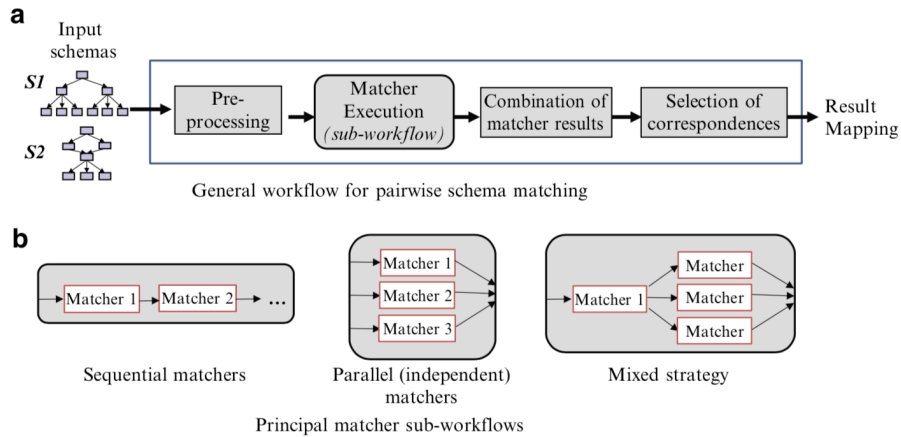 a
Input
schemas
S1
S2
Pre-
processing
Matcher
Execution
(sub-workflow)
Combination of
matcher results
Selection of
correspondences
Result
Mapping
General workflow for pairwise schema matching
b
Matcher 1
Matcher 2
...
Sequential matchers
Matcher 1
Matcher 2
Matcher 3
Parallel (independent)
matchers
Matcher 1
Matcher
Matcher
Matcher
Mixed strategy
Principal matcher sub-workflows